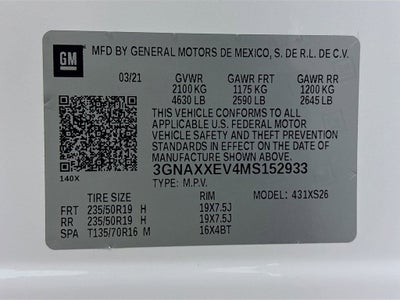 GM
MFD BY GENERAL MOTORS DE MEXICO, S. DE R.L. DE C.V.
03/21 GVWR GAWR FRT GAWR RR
2100 KG 1175 KG 1200 KG
4630 LB 2590 LB 2645 LB
THIS VEHICLE CONFORMS TO ALL
APPLICABLE U.S. FEDERAL MOTOR
VEHICLE SAFETY AND THEFT PREVENTION
STANDARDS IN EFFECT ON THE DATE OF
MANUFACTURE SHOWN ABOVE.
3GNAXXEV4MS152933
140X
TYPE: M.P.V.
TIRE SIZE RIM MODEL: 431XS26
FRT 235/50R19 H 19X7.5J
RR 235/50R19 H 19X7.5J
SPA T135/70R16 M 16X4BT